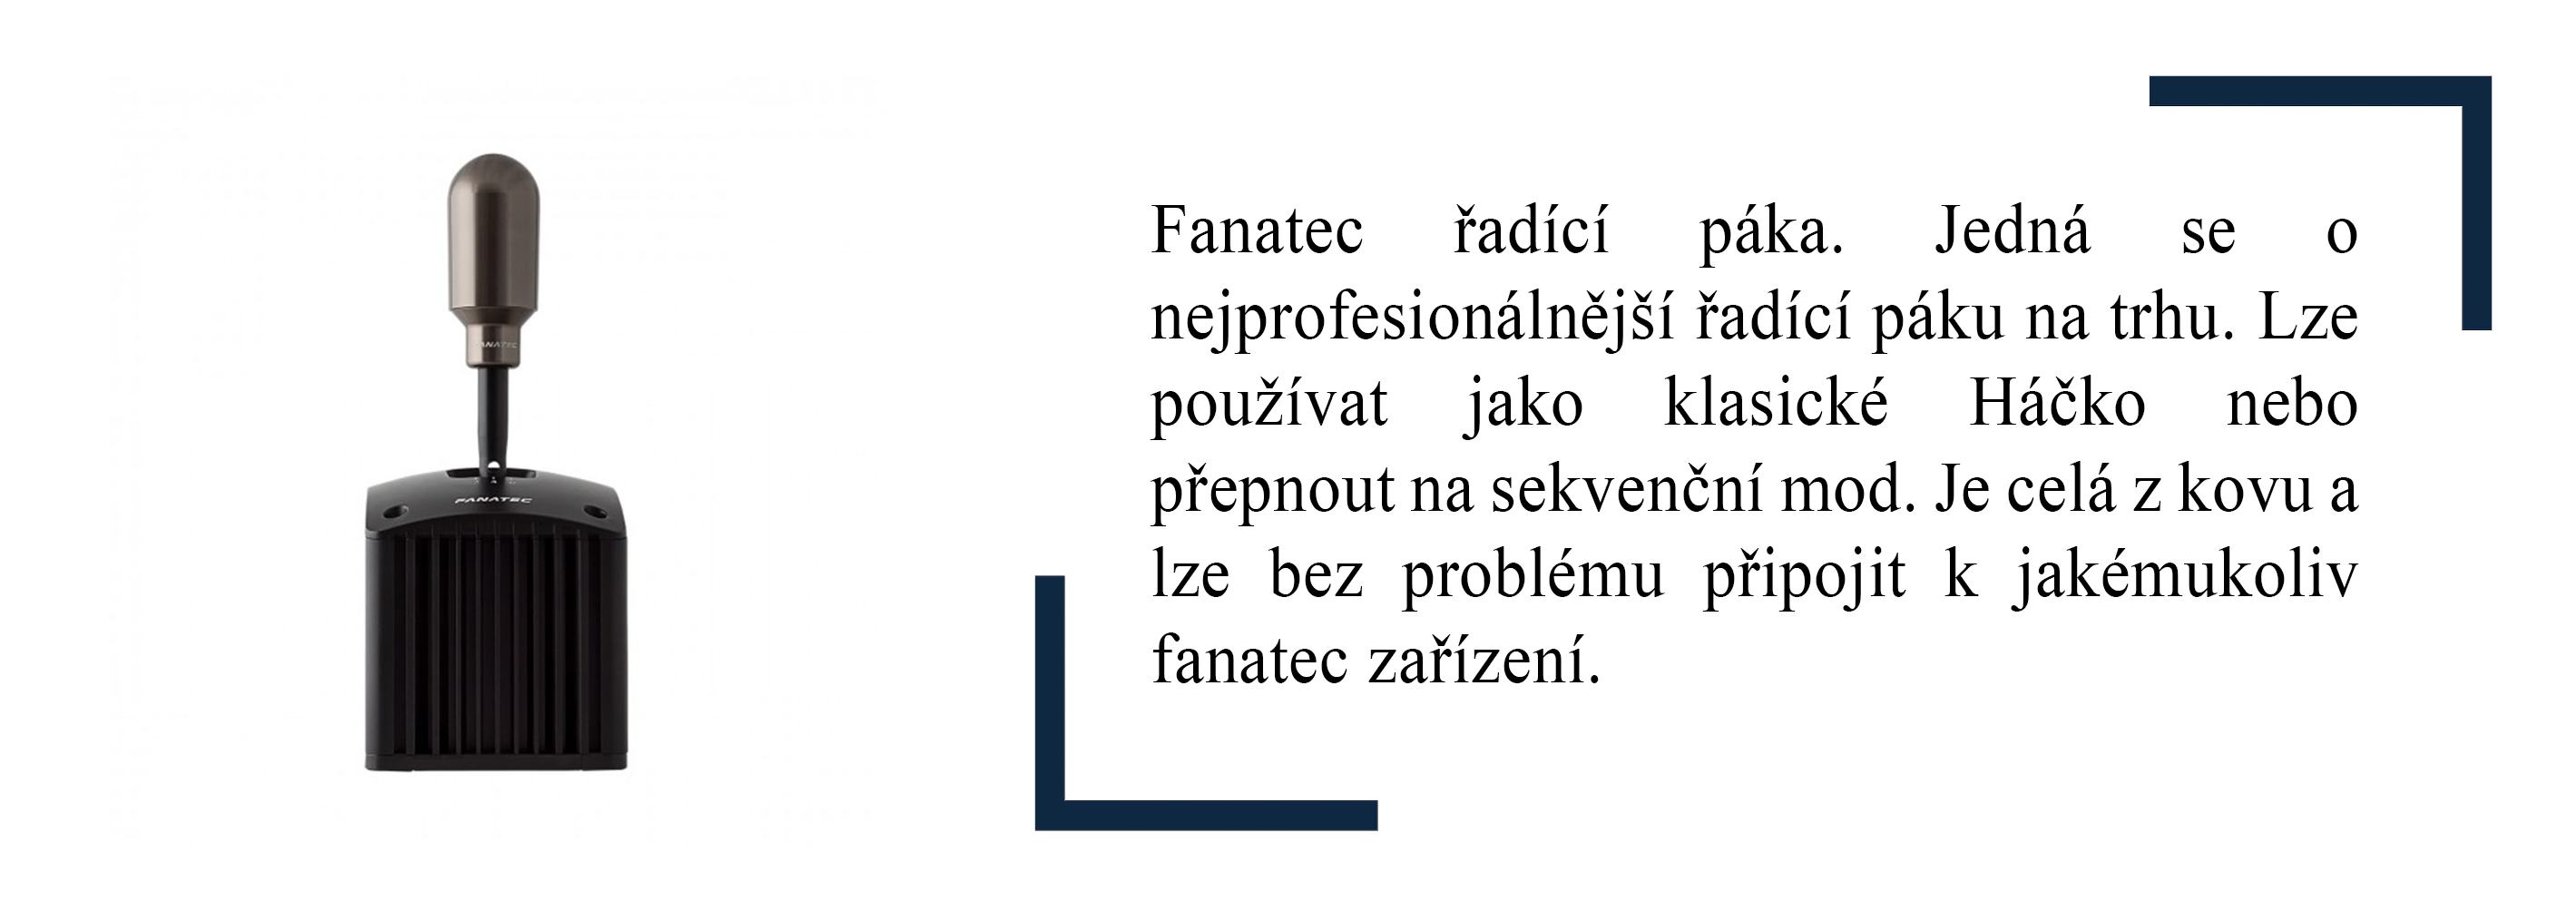 Fanatec řadící páka. Jedná se o
nejprofesionálnější řadící páku na trhu. Lze
používat jako klasické Háčko nebo
přepnout na sekvenční mod. Je celá z kovu a
lze bez problému připojit k jakémukoliv
fanatec zařízení.
FANATEC
FANATEC